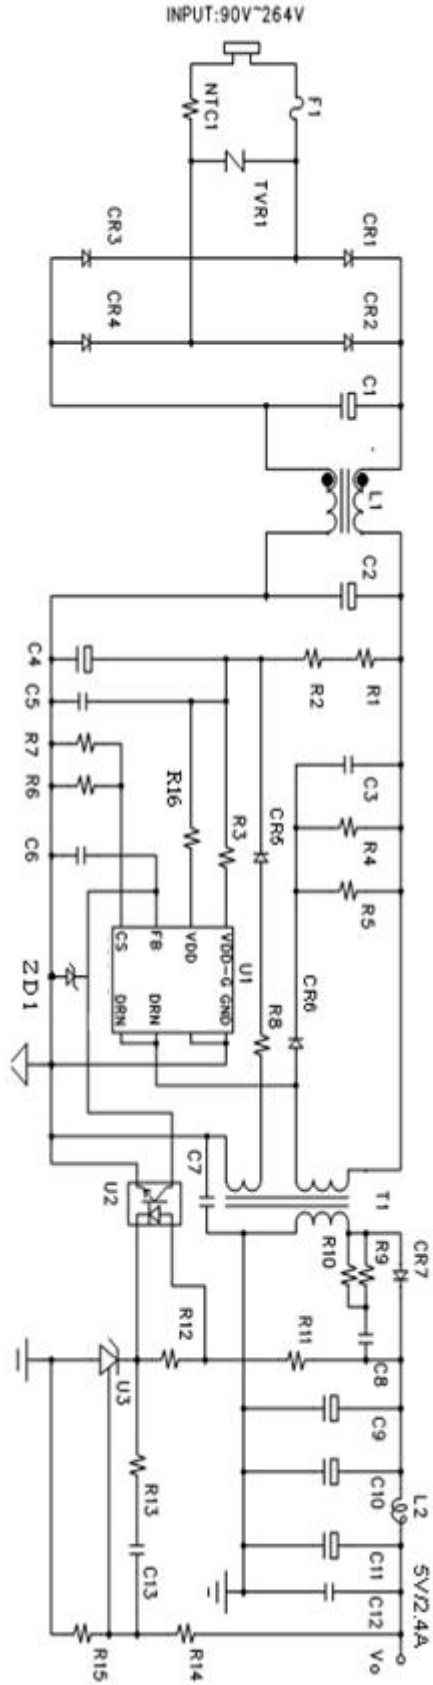 INPUT:90V~264V
F1
NTC1
TVR1
CR1
CR3
CR2
CR4
C1
L1
C2
R1
R2
C4
C5
R7
R6
C6
R16
R3
CR5
C3
R4
R5
CR6
R8
ZD1
U1
VDD-G
GND
VDD
FB
DRN
CS
DRN
T1
C7
U2
CR7
R9
R10
C8
R11
R12
U3
C9
C10
L2
C11
C12
5V/2.4A
Vo
R13
C13
R14
R15